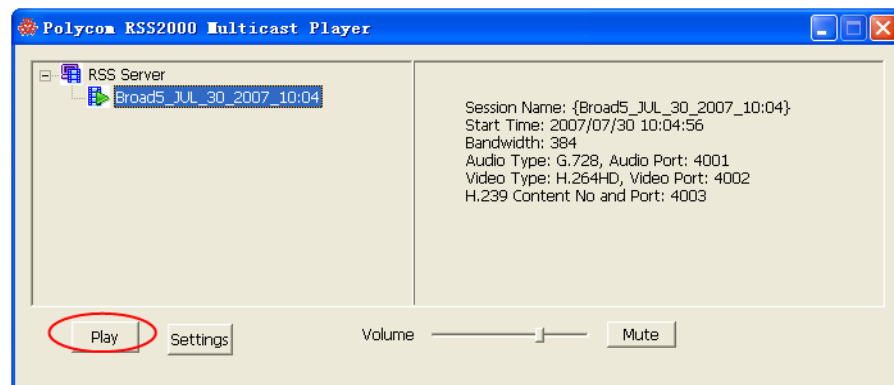 Polycom RSS2000 Multicast Player
RSS Server
Broad5_JUL_30_2007_10:04
Session Name: {Broad5_JUL_30_2007_10:04}
Start Time: 2007/07/30 10:04:56
Bandwidth: 384
Audio Type: G.728, Audio Port: 4001
Video Type: H.264HD, Video Port: 4002
H.239 Content No and Port: 4003
Play
Settings
Volume
Mute